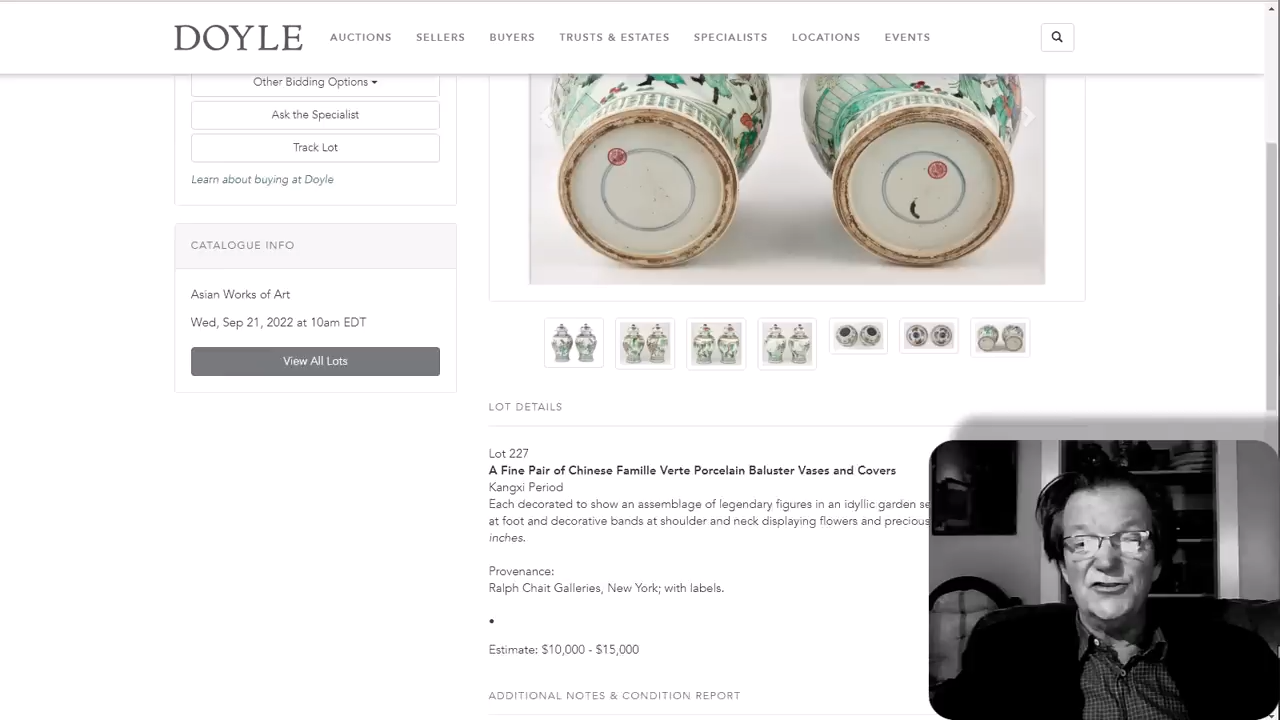 DOYLE
AUCTIONS
SELLERS
BUYERS
TRUSTS & ESTATES
SPECIALISTS
LOCATIONS
EVENTS
Other Bidding Options
Ask the Specialist
Track Lot
Learn about buying at Doyle
CATALOGUE INFO
Asian Works of Art
Wed, Sep 21, 2022 at 10am EDT
View All Lots
LOT DETAILS
Lot 227
A Fine Pair of Chinese Famille Verte Porcelain Baluster Vases and Covers
Kangxi Period
Each decorated to show an assemblage of legendary figures in an idyllic garden
at foot and decorative bands at shoulder and neck displaying flowers and precious
inches.
Provenance:
Ralph Chait Galleries, New York; with labels.
•
Estimate: $10,000 - $15,000
ADDITIONAL NOTES & CONDITION REPORT